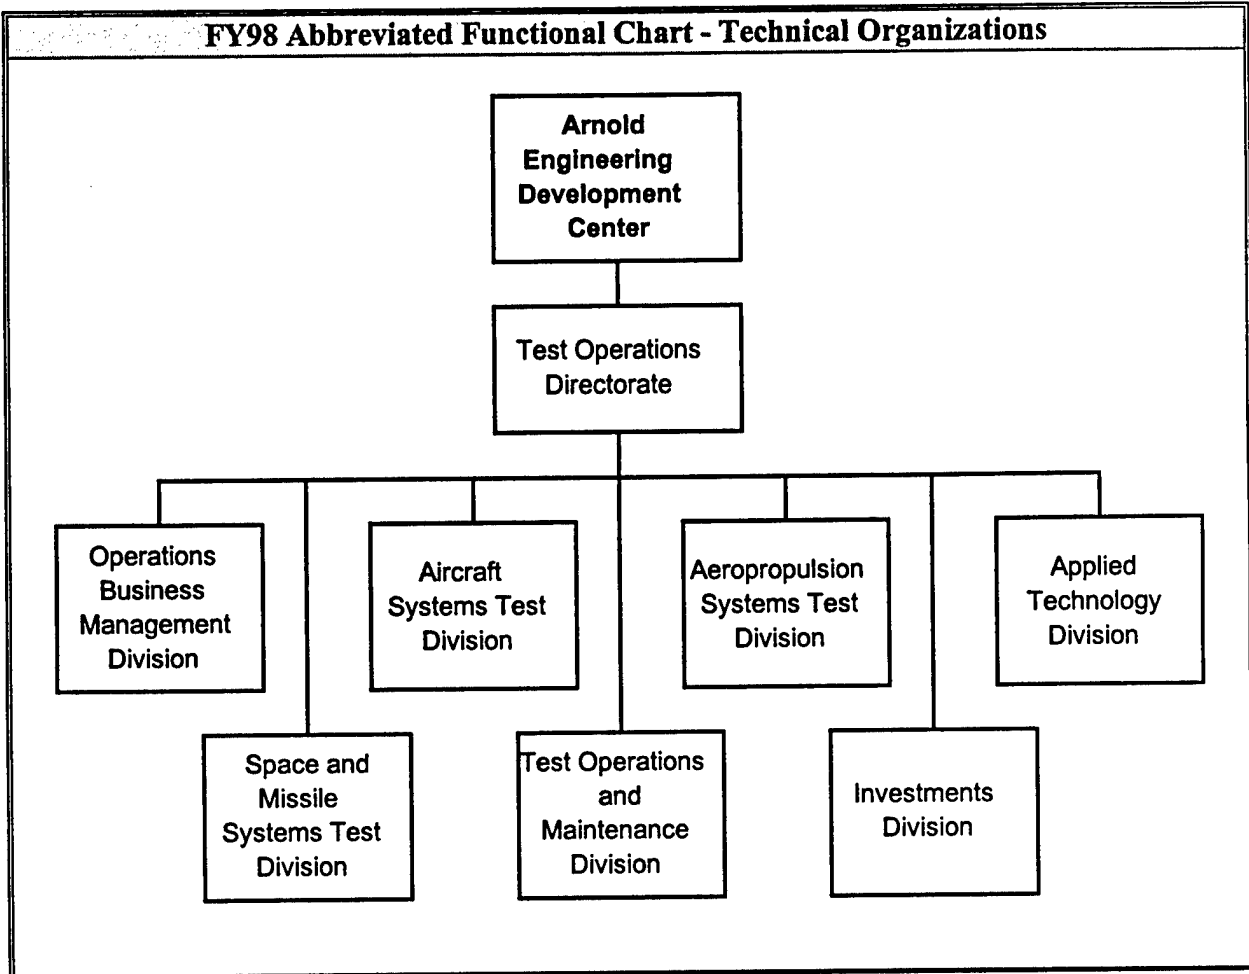 FY98 Abbreviated Functional Chart - Technical Organizations
Arnold
Engineering
Development
Center
Test Operations
Directorate
Operations
Business
Management
Division
Aircraft
Systems Test
Division
Aeropropulsion
Systems Test
Division
Applied
Technology
Division
Space and
Missile
Systems Test
Division
Test Operations
and
Maintenance
Division
Investments
Division